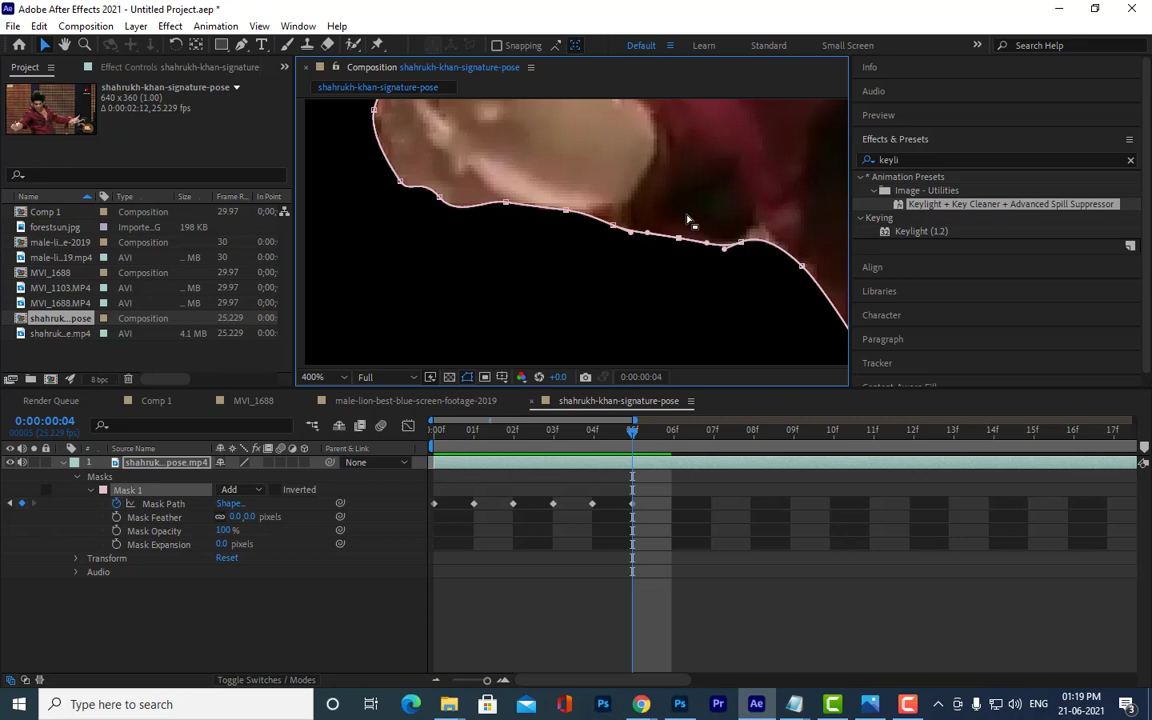 Adobe After Effects 2021 - Untitled Project.aep *
File Edit Composition Layer Effect Animation View Window Help
Snapping
Default Learn Standard Small Screen Search Help
Project Effect Controls shahrukh-khan-signature
Composition shahrukh-khan-signature-pose
shahrukh-khan-signature-pose
shahrukh-khan-signature-pose
640 x 360 (1.00)
Δ 0:00:02:12, 25.229 fps
Name Type Size Frame R... In Point
Comp 1 Composition 29.97 0;00;
forestsun.jpg Importe...G 198 KB
male-li...e-2019 Composition 30 0:00:
male-li...19.mp4 AVI ... MB 30 0:00:
MVI_1688 Composition 29.97 0;00;
MVI_1103.MP4 AVI ... MB 29.97 0;00;
MVI_1688.MP4 AVI ... MB 29.97 0;00;
shahruk...pose Composition 25.229 0:00:
shahruk...e.mp4 AVI 4.1 MB 25.229 0:00:
8 bpc
400% Full +0.0 0:00:00:04
Info
Audio
Preview
Effects & Presets
keyli
* Animation Presets
Image - Utilities
Keylight + Key Cleaner + Advanced Spill Suppressor
Keying
Keylight (1.2)
Align
Libraries
Character
Paragraph
Tracker
Render Queue Comp 1 MVI_1688 male-lion-best-blue-screen-footage-2019 shahrukh-khan-signature-pose
0:00:00:04
00005 (25.229 fps)
01f 02f 03f 04f 06f 07f 08f 09f 10f 11f 12f 13f 14f 15f 16f 17f
# Source Name Parent & Link
1 shahruk...pose.mp4 None
Masks
Mask 1 Add Inverted
Mask Path Shape...
Mask Feather 0.0,0.0 pixels
Mask Opacity 100%
Mask Expansion 0.0 pixels
Transform Reset
Audio
Toggle Switches / Modes
Type here to search
ENG
01:19 PM
21-06-2021
3